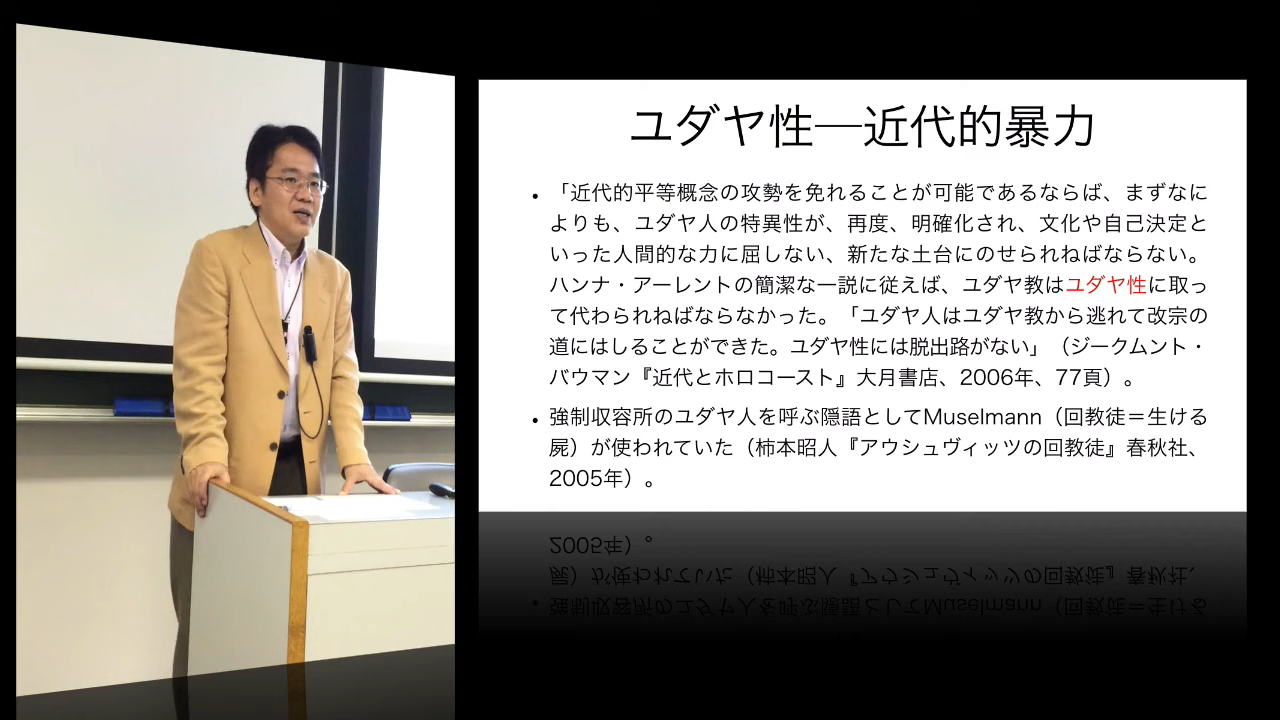 ユダヤ性―近代的暴力
• 「近代的平等概念の攻勢を免れることが可能であるならば、まずなに
よりも、ユダヤ人の特異性が、再度、明確化され、文化や自己決定と
いった人間的な力に屈しない、新たな土台にのせられねばならない。
ハンナ・アーレントの簡潔な一説に従えば、ユダヤ教はユダヤ性に取っ
て代わられねばならなかった。「ユダヤ人はユダヤ教から逃れて改宗の
道にはしることができた。ユダヤ性には脱出路がない」（ジークムント・
バウマン『近代とホロコースト』大月書店、2006年、77頁）。
• 強制収容所のユダヤ人を呼ぶ隠語としてMuselmann（回教徒＝生ける
屍）が使われていた（柿本昭人『アウシュヴィッツの回教徒』春秋社、
2005年）。